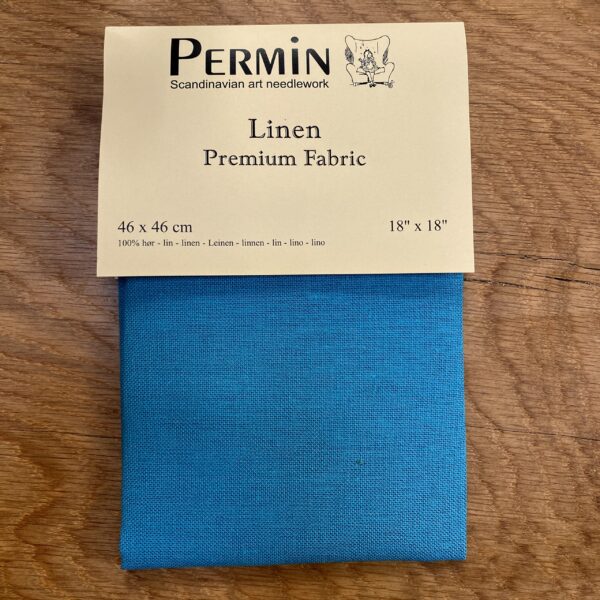 PERMIN
Scandinavian art needlework
Linen
Premium Fabric
46 x 46 cm 18" x 18"
100% hør - lin - linen - Leinen - linnen - lin - lino - lino